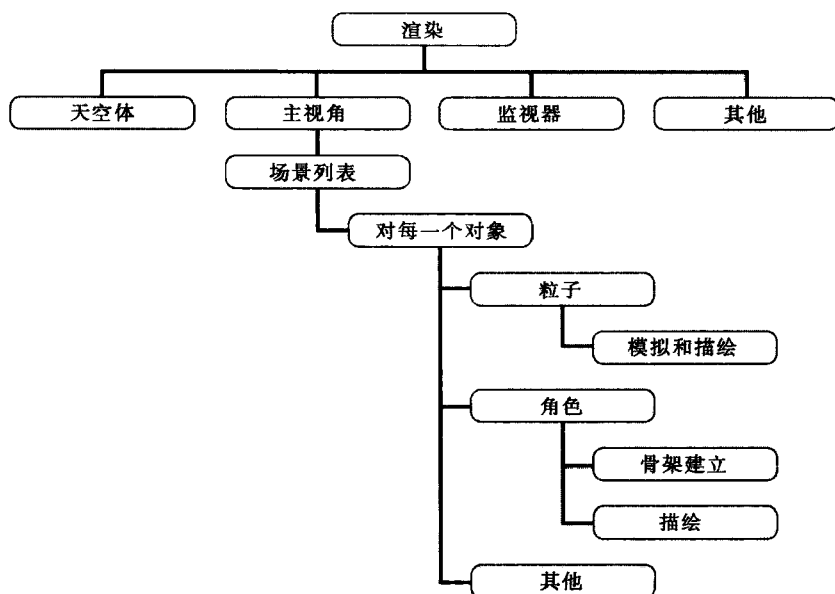 渲染
天空体
主视角
监视器
其他
场景列表
对每一个对象
粒子
模拟和描绘
角色
骨架建立
描绘
其他